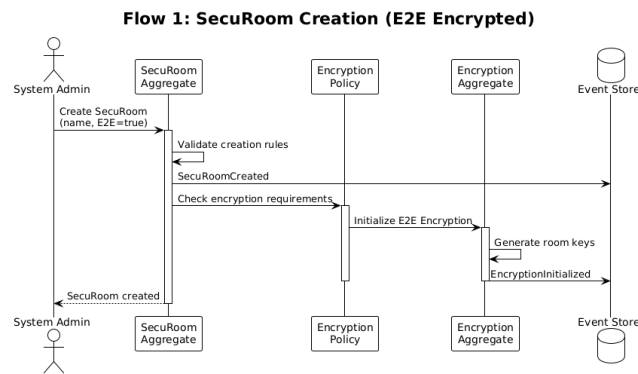 Flow 1: SecuRoom Creation (E2E Encrypted)
System Admin
SecuRoom
Aggregate
Encryption
Policy
Encryption
Aggregate
Event Store
Create SecuRoom
(name, E2E=true)
Validate creation rules
SecuRoomCreated
Check encryption requirements
Initialize E2E Encryption
Generate room keys
EncryptionInitialized
SecuRoom created
System Admin
SecuRoom
Aggregate
Encryption
Policy
Encryption
Aggregate
Event Store